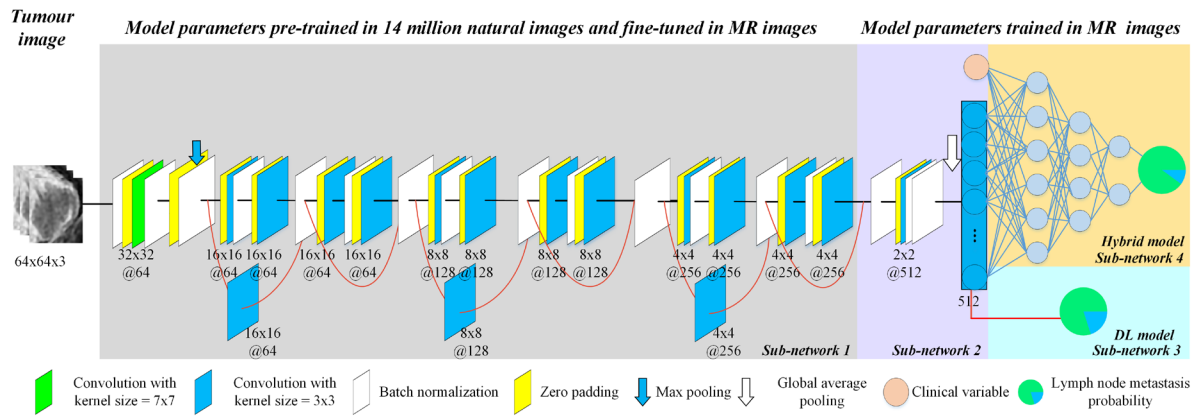 Tumour
image
Model parameters pre-trained in 14 million natural images and fine-tuned in MR images
Model parameters trained in MR images
64x64x3
32x32
@64
16x16
@64
16x16
@64
16x16
@64
16x16
@64
16x16
@64
8x8
@128
8x8
@128
8x8
@128
8x8
@128
8x8
@128
4x4
@256
4x4
@256
4x4
@256
4x4
@256
4x4
@256
2x2
@512
512
Hybrid model
Sub-network 4
DL model
Sub-network 3
Sub-network 1
Sub-network 2
Convolution with
kernel size = 7x7
Convolution with
kernel size = 3x3
Batch normalization
Zero padding
Max pooling
Global average
pooling
Clinical variable
Lymph node metastasis
probability